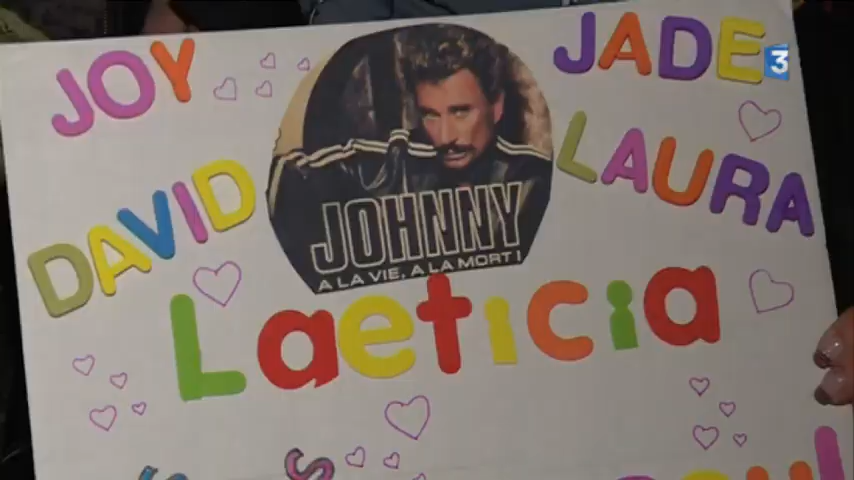 JOY
JADE
3
DAVID
LAURA
JOHNNY
A LA VIE, A LA MORT !
Laeticia